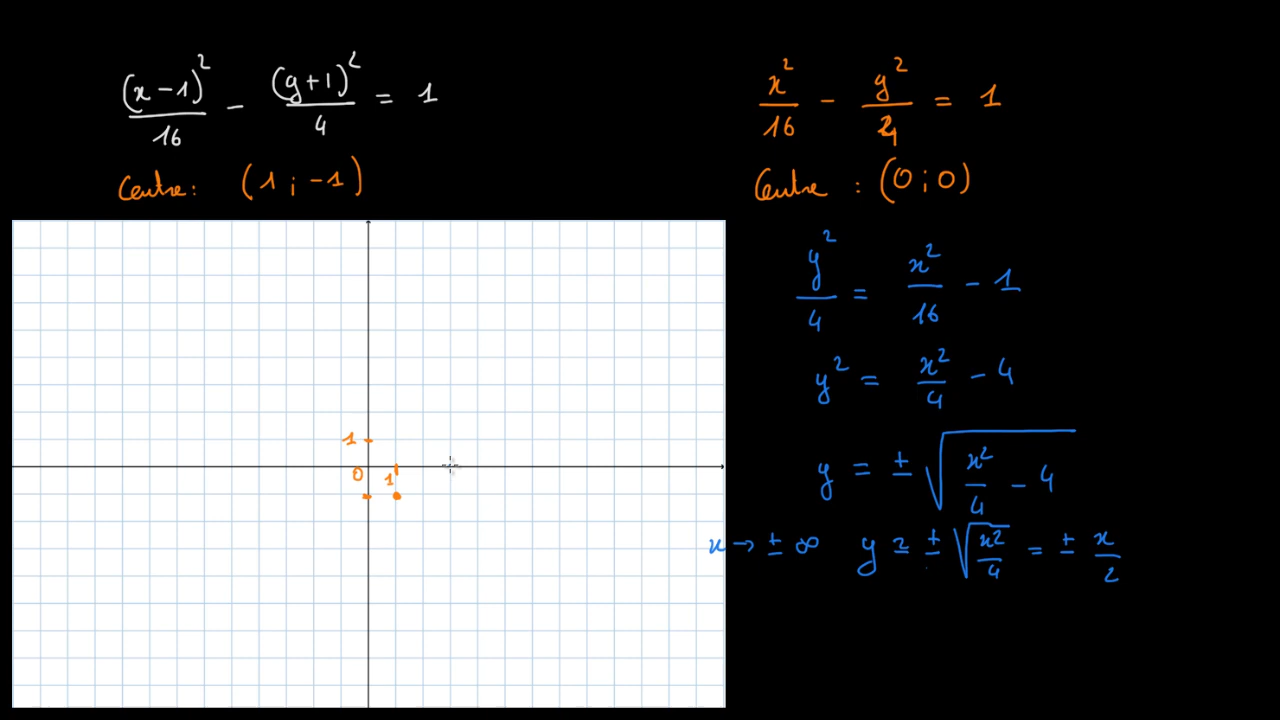 (x-1)²/16 - (y+1)²/4 = 1
Centre: (1 ; -1)
1
0
1
x²/16 - y²/4 = 1
Centre : (0 ; 0)
y²/4 = x²/16 - 1
y² = x²/4 - 4
y = ± √(x²/4 - 4)
x → ± ∞ y ≃ ± √(x²/4) = ± x/2